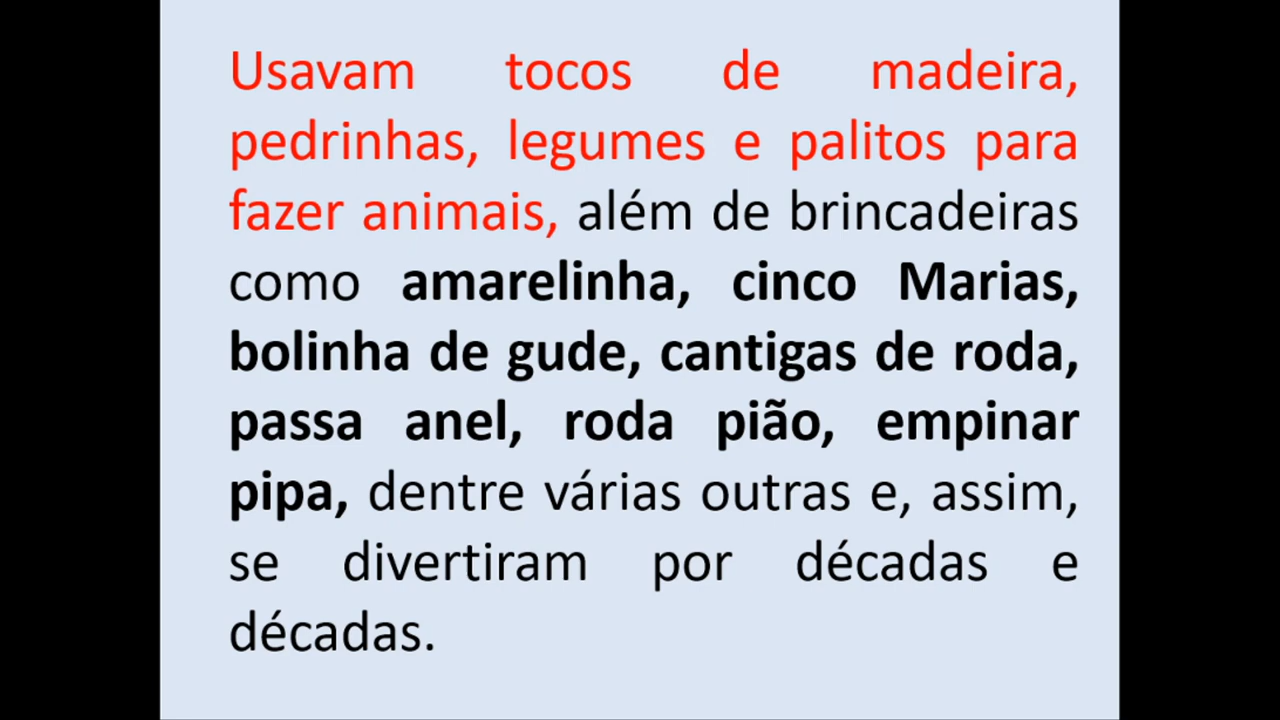 Usavam tocos de madeira,
pedrinhas, legumes e palitos para
fazer animais, além de brincadeiras
como amarelinha, cinco Marias,
bolinha de gude, cantigas de roda,
passa anel, roda pião, empinar
pipa, dentre várias outras e, assim,
se divertiram por décadas e
décadas.